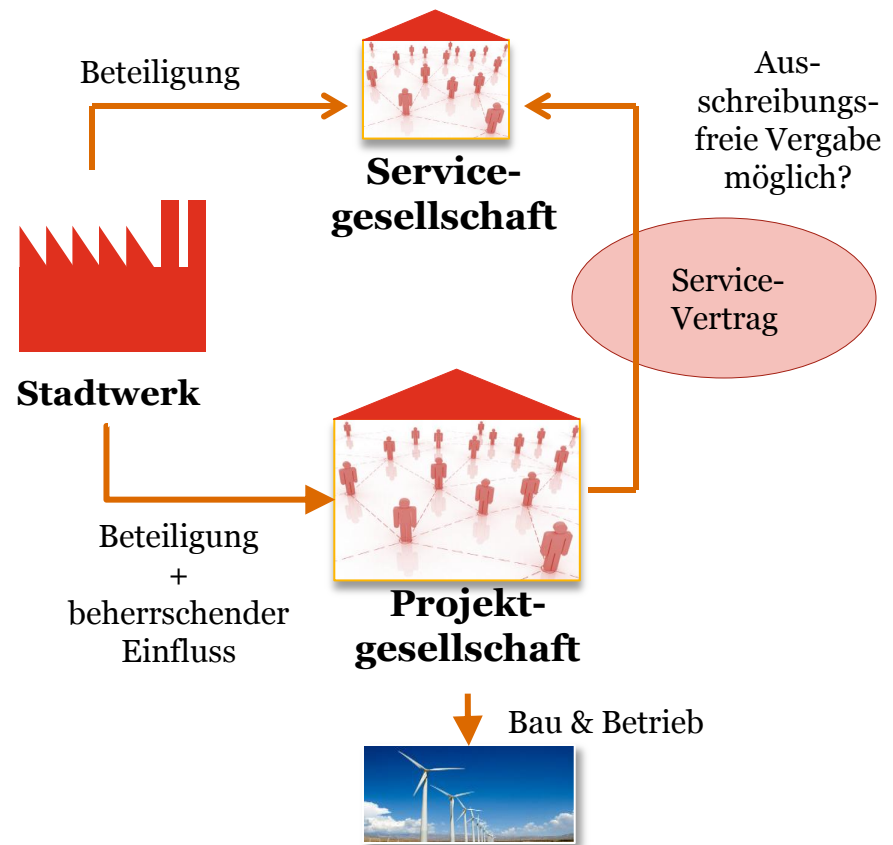 Beteiligung
Aus-
schreibungs-
freie Vergabe
möglich?
Service-
gesellschaft
Service-
Vertrag
Stadtwerk
Beteiligung
+
beherrschender
Einfluss
Projekt-
gesellschaft
Bau & Betrieb